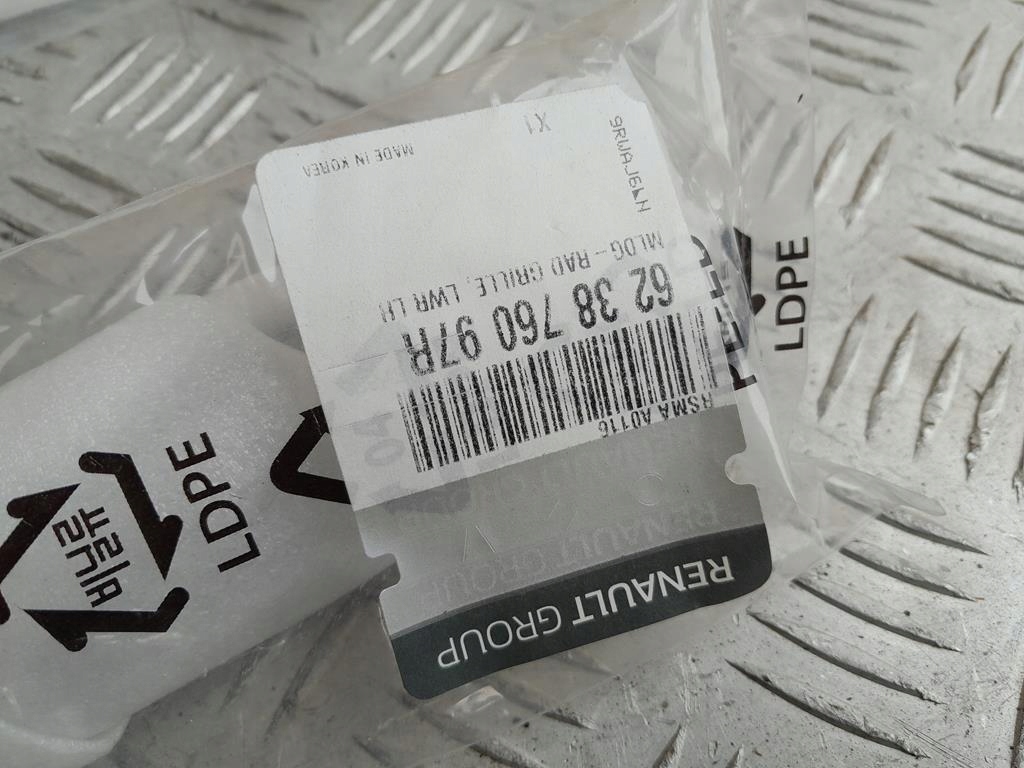 RENAULT GROUP
RSMA A0116
62 38 760 97R
MLDG - RAD GRILLE, LWR LH
X1
MADE IN KOREA
LDPE
LDPE
비닐류